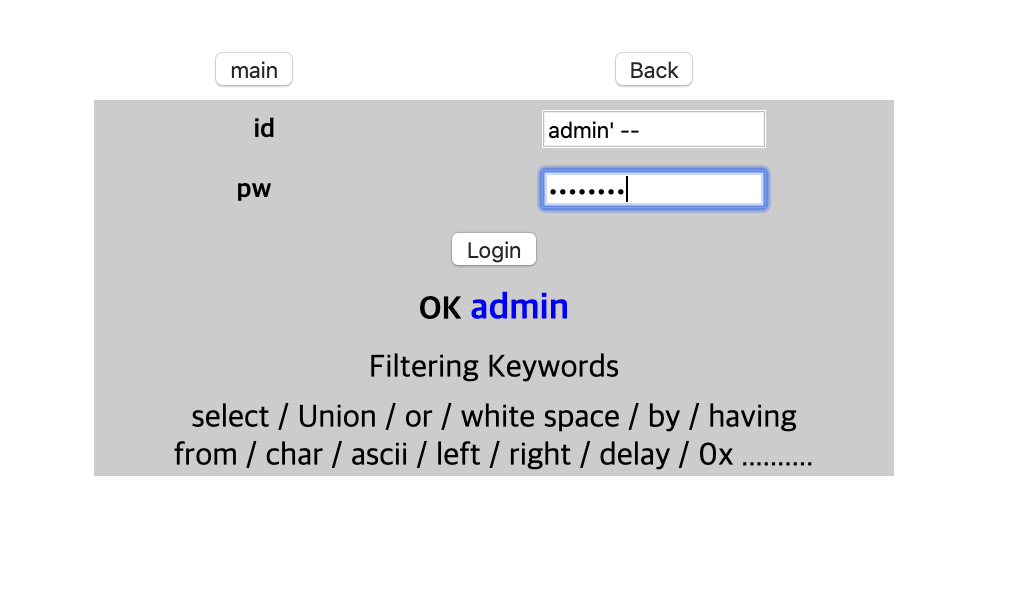 main Back
id admin' --
pw ••••••••
Login
OK admin
Filtering Keywords
select / Union / or / white space / by / having
from / char / ascii / left / right / delay / 0x ..........